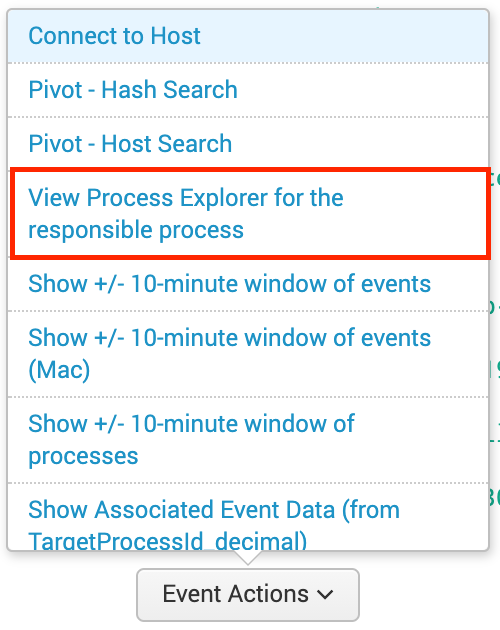 Connect to Host
Pivot - Hash Search
Pivot - Host Search
View Process Explorer for the
responsible process
Show +/- 10-minute window of events
Show +/- 10-minute window of events
(Mac)
Show +/- 10-minute window of
processes
Show Associated Event Data (from
TargetProcessId_decimal)
Event Actions